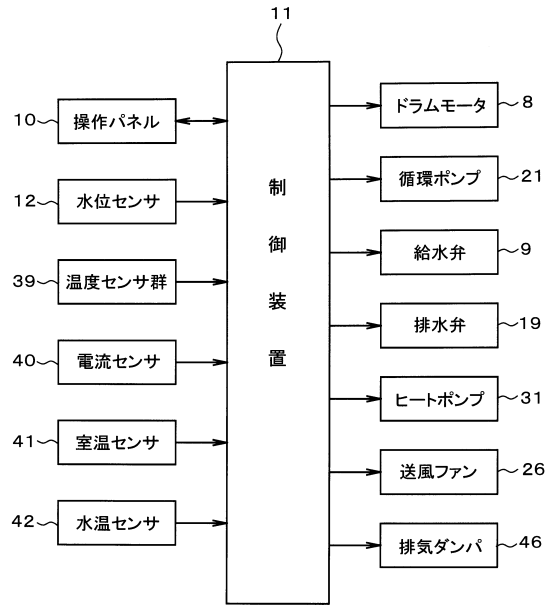 11
10 操作パネル
12 水位センサ
39 温度センサ群
40 電流センサ
41 室温センサ
42 水温センサ
制御装置
ドラムモータ 8
循環ポンプ 21
給水弁 9
排水弁 19
ヒートポンプ 31
送風ファン 26
排気ダンパ 46